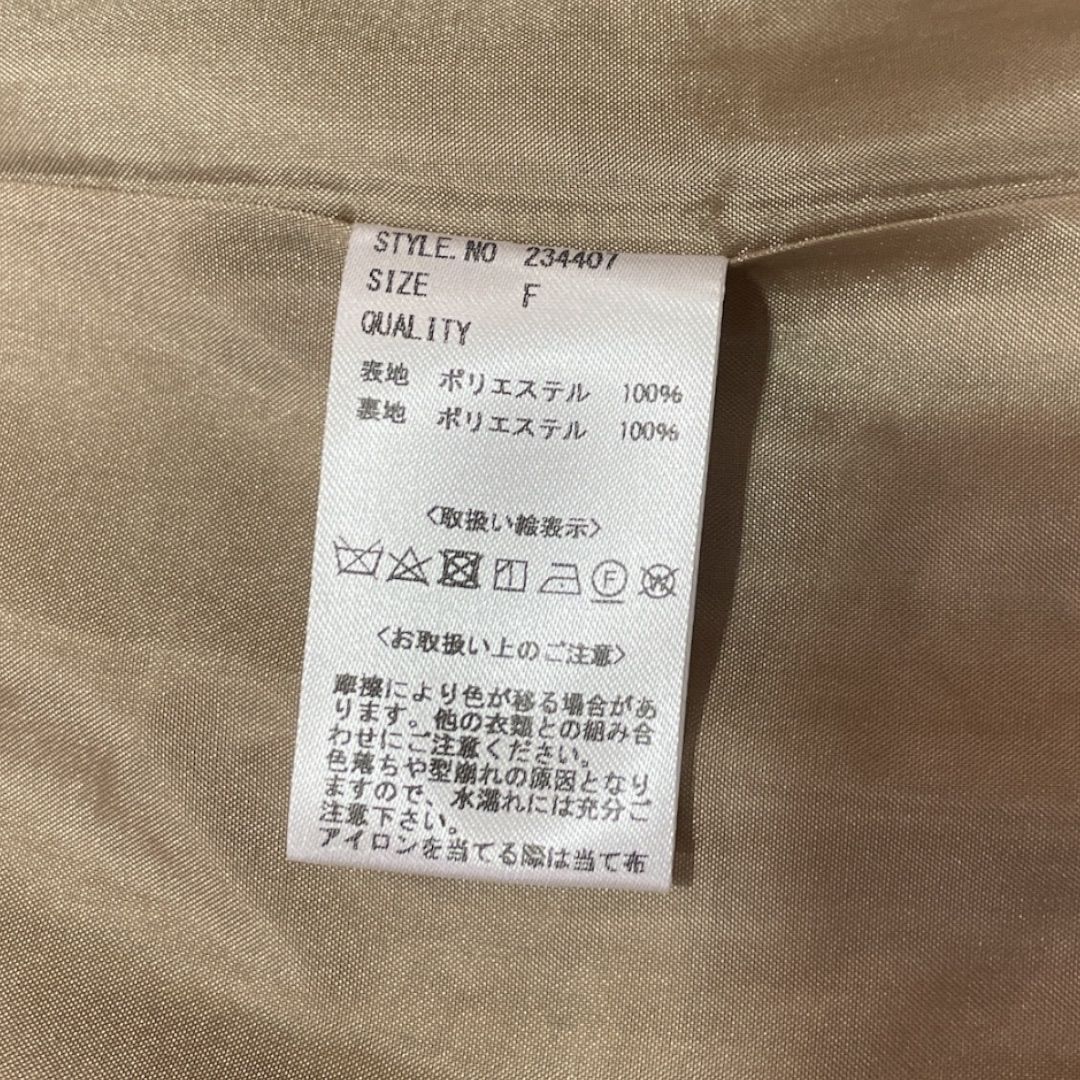 STYLE.NO 234407
SIZE F
QUALITY
表地 ポリエステル 100%
裏地 ポリエステル 100%
<取扱い絵表示>
F W
<お取扱い上のご注意>
摩擦により色が移る場合があ
ります。他の衣類との組み合
わせにご注意ください。
色落ちや型崩れの原因となり
ますので、水濡れには充分ご
注意下さい。
アイロンを当てる際は当て布